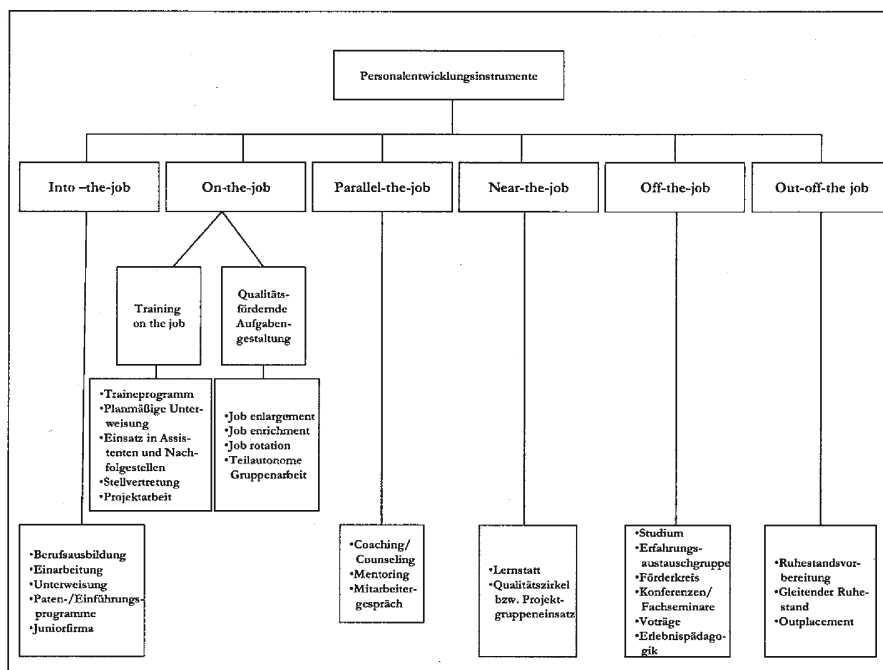 Personalentwicklungsinstrumente
Into –the-job
On-the-job
Parallel-the-job
Near-the-job
Off-the-job
Out-off-the job
Training
on the job
Qualitäts-
fördernde
Aufgaben-
gestaltung
•Traineprogramm
•Planmäßige Unter-
weisung
•Einsatz in Assis-
tenten und Nach-
folgestellen
•Stellvertretung
•Projektarbeit
•Job enlargement
•Job enrichment
•Job rotation
•Teilautonome
Gruppenarbeit
•Berufsausbildung
•Einarbeitung
•Unterweisung
•Paten-/Einführungs-
programme
•Juniorfirma
•Coaching/
Counseling
•Mentoring
•Mitarbeiter-
gespräch
•Lernstatt
•Qualitätszirkel
bzw. Projekt-
gruppeneinsatz
•Studium
•Erfahrungs-
austauschgruppe
•Förderkreis
•Konferenzen/
Fachseminare
•Voträge
•Erlebnispädago-
gik
•Ruhestandsvor-
bereitung
•Gleitender Ruhe-
stand
•Outplacement